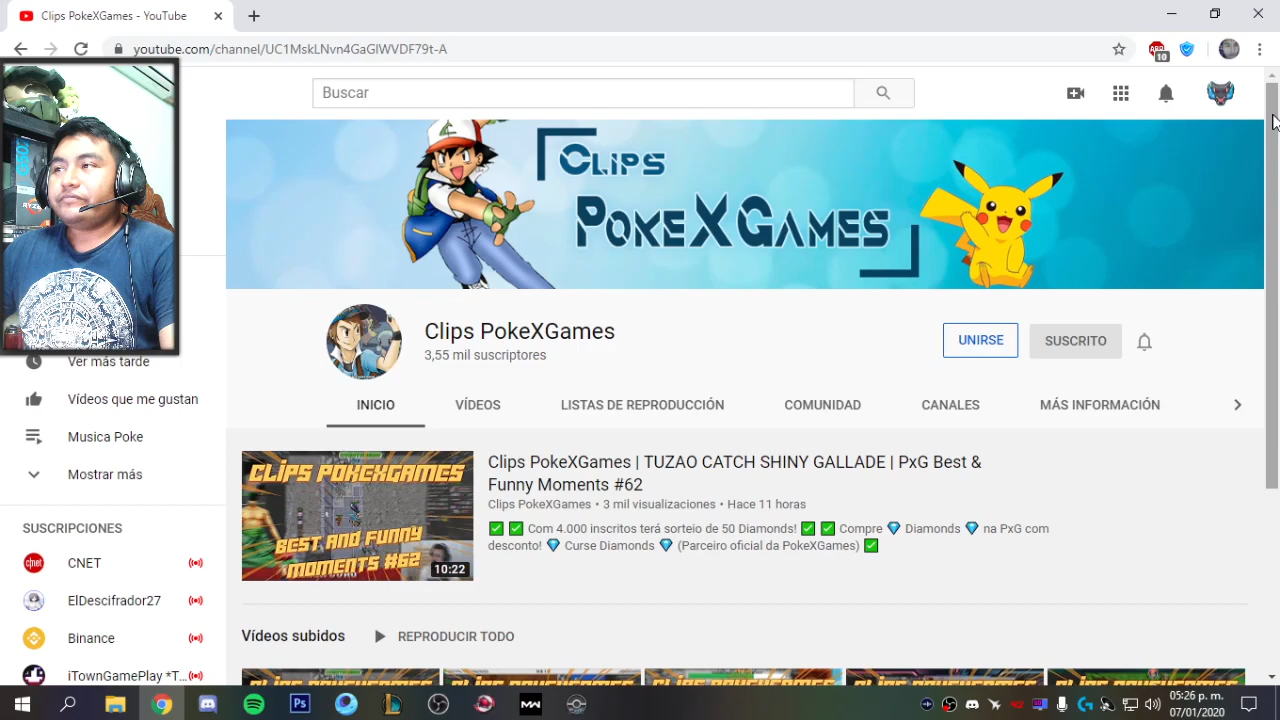 Clips PokeXGames - YouTube
youtube.com/channel/UC1MskLNvn4GaGlWVDF79t-A
10
Buscar
CLIPS
POKEXGAMES
RYZEN
Clips PokeXGames
3,55 mil suscriptores
UNIRSE
SUSCRITO
INICIO
VÍDEOS
LISTAS DE REPRODUCCIÓN
COMUNIDAD
CANALES
MÁS INFORMACIÓN
Ver más tarde
Vídeos que me gustan
Musica Poke
Mostrar más
SUSCRIPCIONES
CNET
ElDescifrador27
Binance
iTownGamePlay *T...
CLIPS POKEXGAMES
BEST AND FUNNY
MOMENTS #62
10:22
Clips PokeXGames | TUZAO CATCH SHINY GALLADE | PxG Best &
Funny Moments #62
Clips PokeXGames • 3 mil visualizaciones • Hace 11 horas
✅ ✅ Com 4.000 inscritos terá sorteio de 50 Diamonds! ✅ ✅ Compre 💎 Diamonds 💎 na PxG com
desconto! 💎 Curse Diamonds 💎 (Parceiro oficial da PokeXGames) ✅
Vídeos subidos
REPRODUCIR TODO
05:26 p. m.
07/01/2020